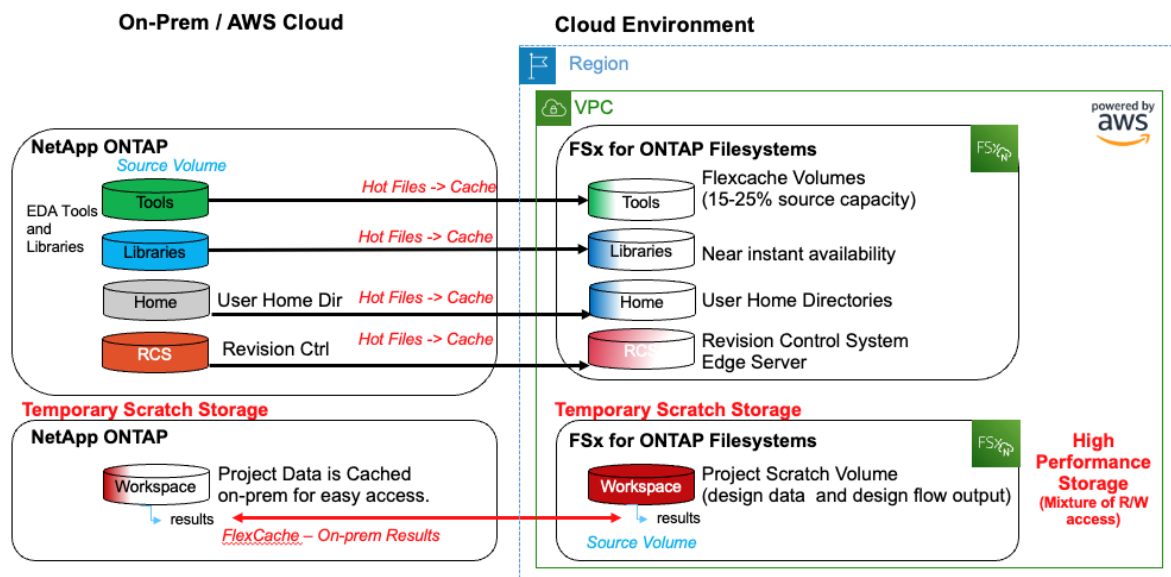 On-Prem / AWS Cloud
Cloud Environment
Region
VPC
powered by
aws
NetApp ONTAP
Source Volume
EDA Tools
and
Libraries
Tools
Libraries
Home
User Home Dir
RCS
Revision Ctrl
Hot Files -> Cache
Hot Files -> Cache
Hot Files -> Cache
Hot Files -> Cache
FSx for ONTAP Filesystems
FSx
N
Tools
Flexcache Volumes
(15-25% source capacity)
Libraries
Near instant availability
Home
User Home Directories
RCS
Revision Control System
Edge Server
Temporary Scratch Storage
NetApp ONTAP
Workspace
Project Data is Cached
on-prem for easy access.
results
FlexCache – On-prem Results
Temporary Scratch Storage
FSx for ONTAP Filesystems
FSx
N
Workspace
Project Scratch Volume
(design data and design flow output)
results
Source Volume
High
Performance
Storage
(Mixture of R/W
access)